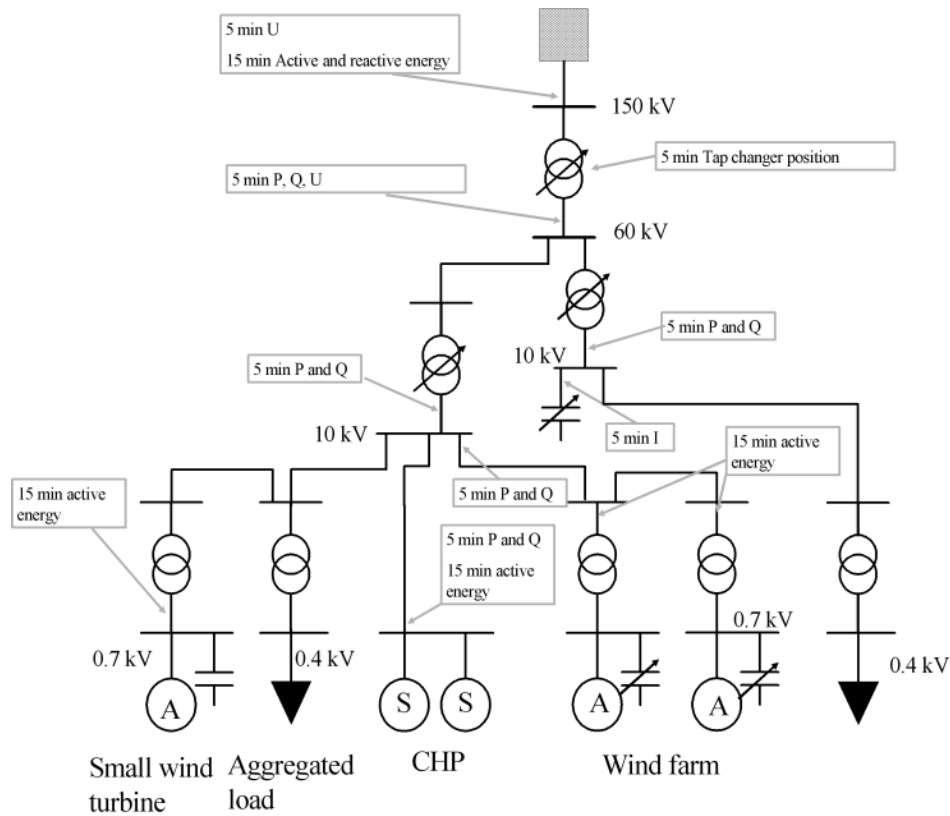 5 min U
15 min Active and reactive energy
150 kV
5 min Tap changer position
5 min P, Q, U
60 kV
5 min P and Q
10 kV
5 min P and Q
10 kV
5 min I
15 min active
energy
15 min active
energy
5 min P and Q
5 min P and Q
15 min active
energy
0.7 kV
0.7 kV
0.4 kV
0.4 kV
A
S
S
A
A
Small wind
turbine
Aggregated
load
CHP
Wind farm